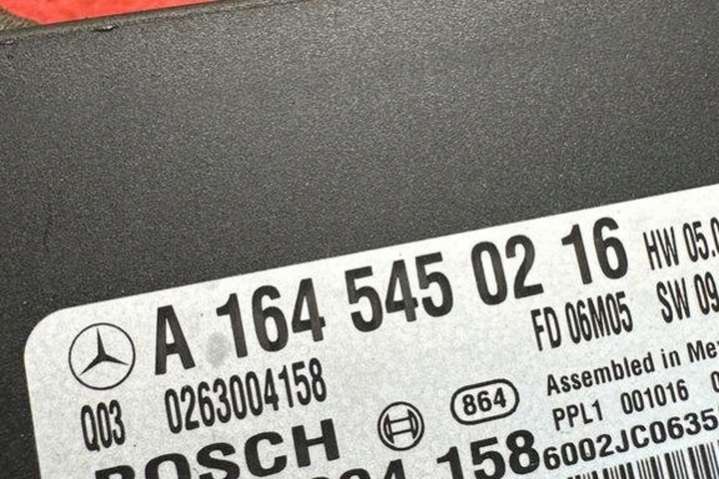 A 164 545 02 16 HW 05.0
FD 06M05 SW 09
Q03 0263004158
864 Assembled in Me
PPL1 001016
BOSCH
158 6002JC0635